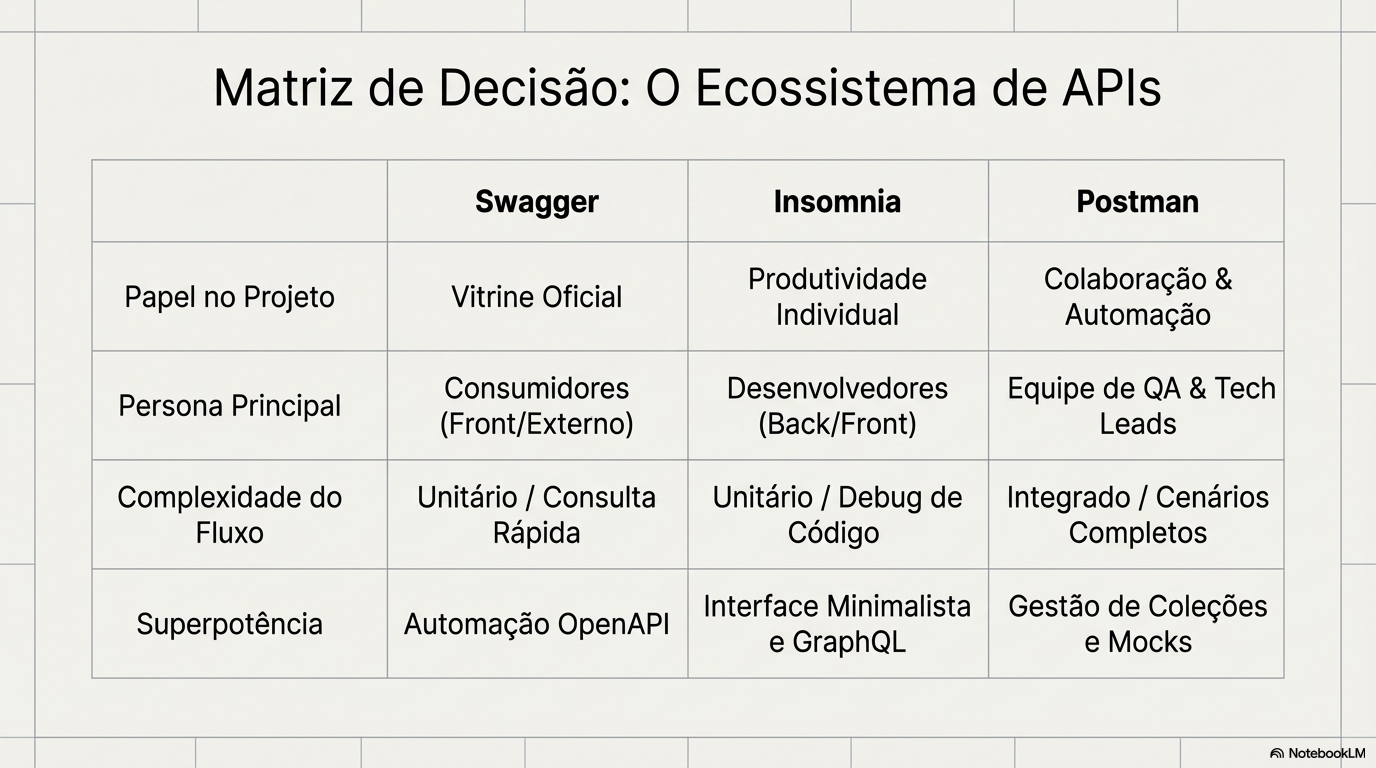 Matriz de Decisão: O Ecossistema de APIs
Swagger
Insomnia
Postman
Papel no Projeto
Vitrine Oficial
Produtividade
Individual
Colaboração &
Automação
Persona Principal
Consumidores
(Front/Externo)
Desenvolvedores
(Back/Front)
Equipe de QA & Tech
Leads
Complexidade do
Fluxo
Unitário / Consulta
Rápida
Unitário / Debug de
Código
Integrado / Cenários
Completos
Superpotência
Automação OpenAPI
Interface Minimalista
e GraphQL
Gestão de Coleções
e Mocks
NotebookLM